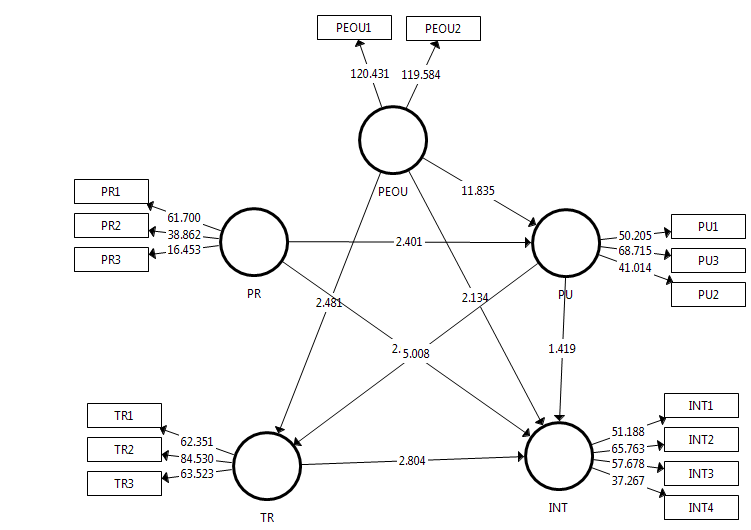 PEOU1
PEOU2
120.431
119.584
PEOU
11.835
PR1
PR2
PR3
61.700
38.862
16.453
PR
2.401
PU
50.205
68.715
41.014
PU1
PU3
PU2
2.481
2.134
2.
5.008
1.419
TR1
TR2
TR3
62.351
84.530
63.523
TR
2.804
INT
51.188
65.763
57.678
37.267
INT1
INT2
INT3
INT4